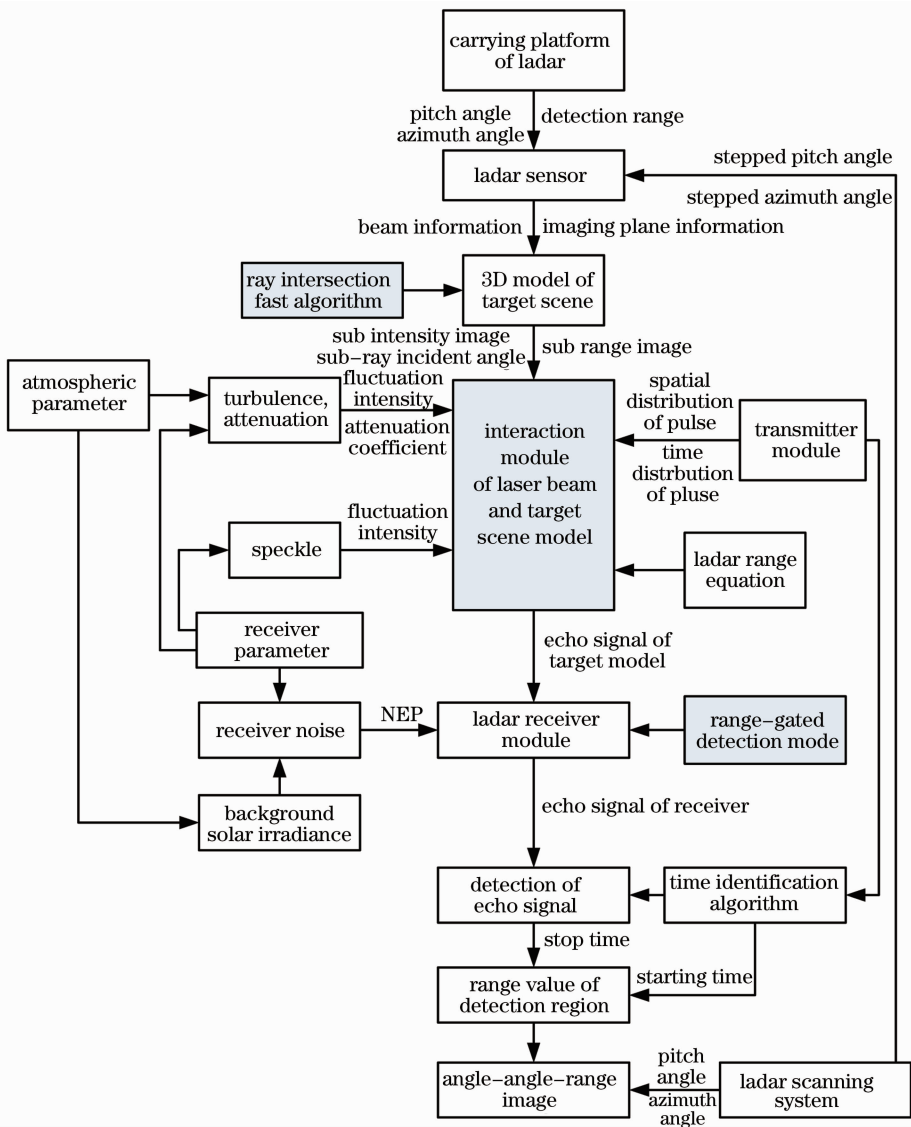 carrying platform
of ladar
pitch angle
azimuth angle
detection range
stepped pitch angle
ladar sensor
stepped azimuth angle
beam information
imaging plane information
ray intersection
fast algorithm
3D model of
target scene
sub intensity image
sub-ray incident angle
sub range image
atmospheric
parameter
turbulence,
attenuation
fluctuation
intensity
attenuation
coefficient
interaction
module
of laser beam
and target
scene model
spatial
distribution
of pulse
time
distrbution
of pluse
transmitter
module
speckle
fluctuation
intensity
ladar range
equation
receiver
parameter
echo signal of
target model
receiver noise
NEP
ladar receiver
module
range-gated
detection mode
background
solar irradiance
echo signal of receiver
detection of
echo signal
time identification
algorithm
stop time
starting time
range value of
detection region
angle-angle-range
image
pitch
angle
azimuth
angle
ladar scanning
system